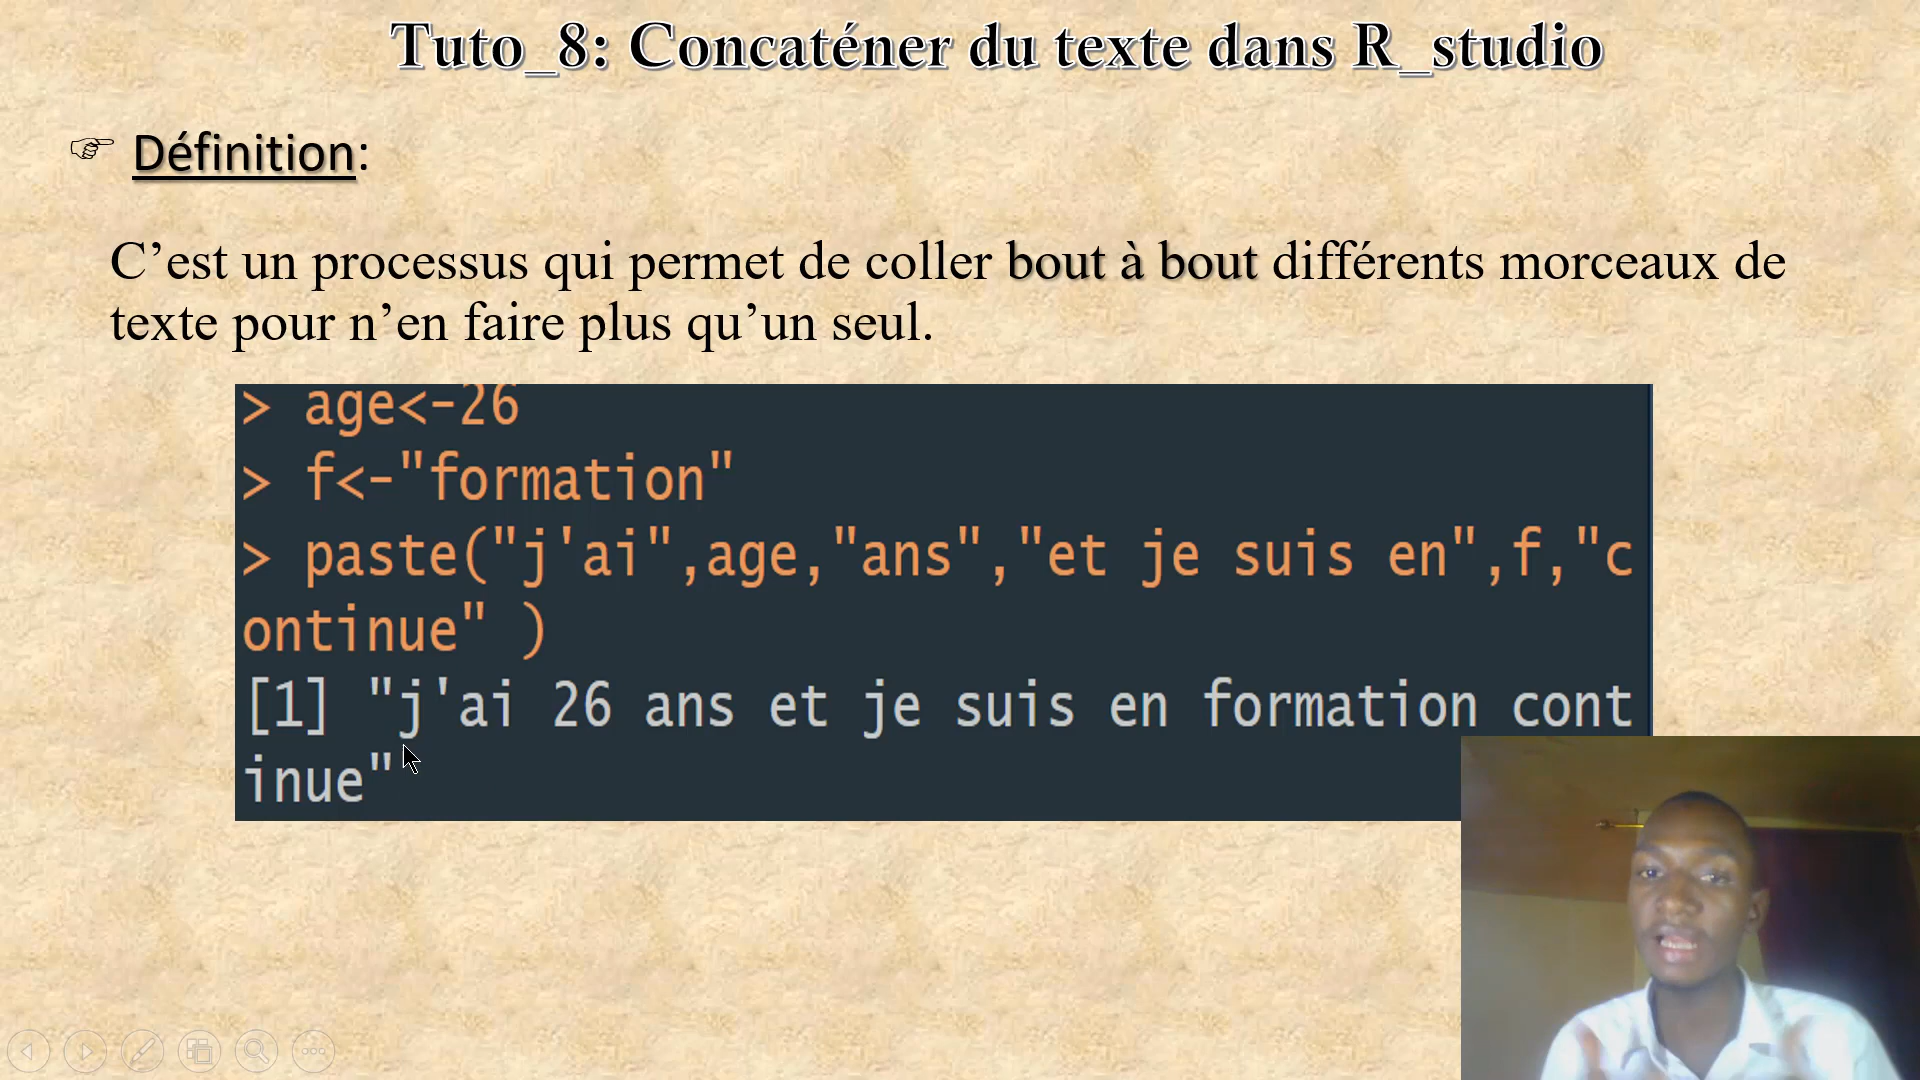 Tuto_8: Concaténer du texte dans R_studio
Définition:
C’est un processus qui permet de coller bout à bout différents morceaux de
texte pour n’en faire plus qu’un seul.
> age<-26
> f<-"formation"
> paste("j'ai",age,"ans","et je suis en",f,"c
ontinue" )
[1] "j'ai 26 ans et je suis en formation cont
inue"